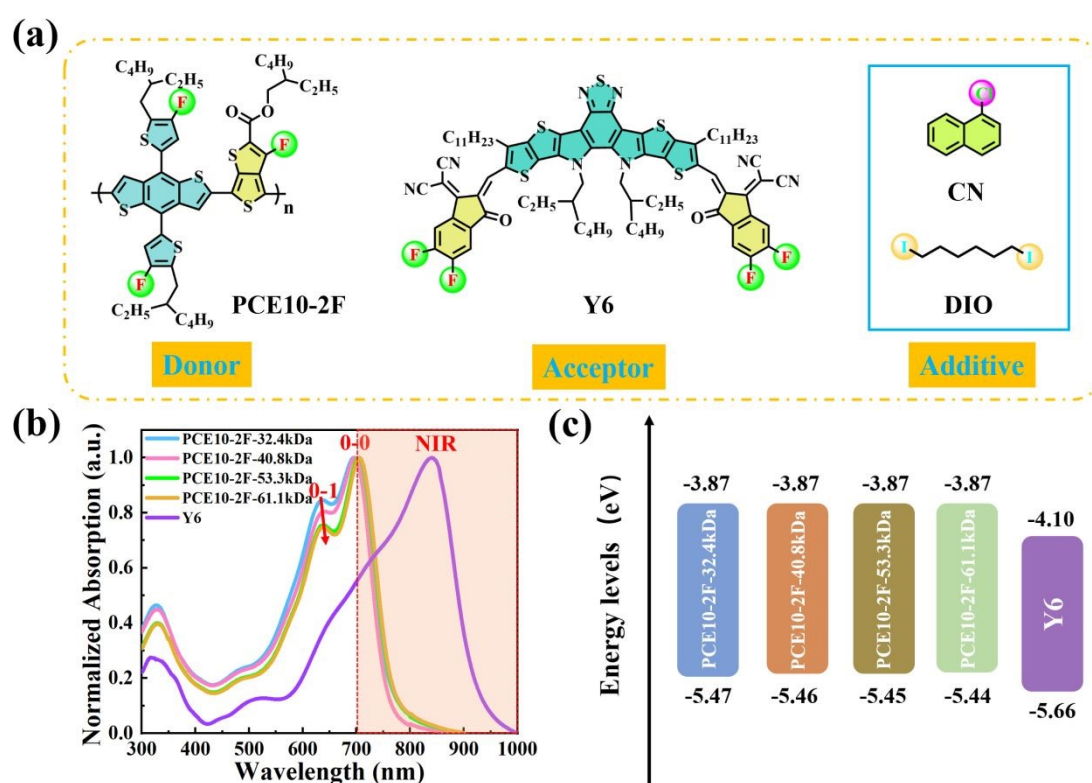 (a)
C4H9
C2H5
F
S
O
O
C4H9
C2H5
S
F
S
S
S
n
S
F
C2H5
C4H9
PCE10-2F
Donor
N S N
C11H23
S
S
S
S
C11H23
NC
CN
N
N
NC
CN
O
C2H5
C4H9
C2H5
C4H9
O
F
F
F
F
Y6
Acceptor
Cl
CN
I
I
DIO
Additive
(b)
Normalized Absorption (a.u.)
1.0
0.8
0.6
0.4
0.2
0.0
PCE10-2F-32.4kDa
PCE10-2F-40.8kDa
PCE10-2F-53.3kDa
PCE10-2F-61.1kDa
Y6
0-1
0-0
NIR
300 400 500 600 700 800 900 1000
Wavelength (nm)
(c)
Energy levels (eV)
-3.87 -3.87 -3.87 -3.87
-4.10
PCE10-2F-32.4kDa
PCE10-2F-40.8kDa
PCE10-2F-53.3kDa
PCE10-2F-61.1kDa
Y6
-5.47 -5.46 -5.45 -5.44
-5.66